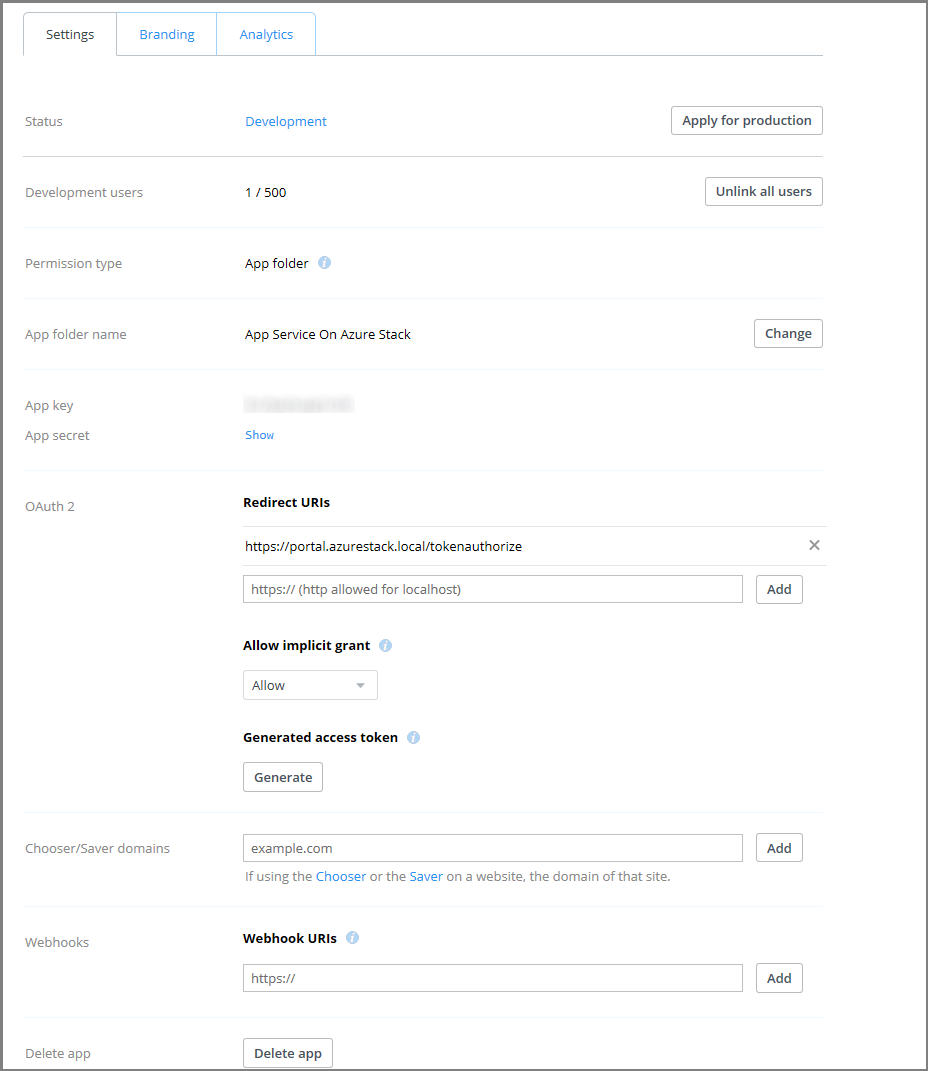 Settings Branding Analytics
Status Development Apply for production
Development users 1 / 500 Unlink all users
Permission type App folder i
App folder name App Service On Azure Stack Change
App key
App secret Show
OAuth 2 Redirect URIs
https://portal.azurestack.local/tokenauthorize ×
https:// (http allowed for localhost) Add
Allow implicit grant i
Allow
Generated access token i
Generate
Chooser/Saver domains example.com Add
If using the Chooser or the Saver on a website, the domain of that site.
Webhooks Webhook URIs i
https:// Add
Delete app Delete app